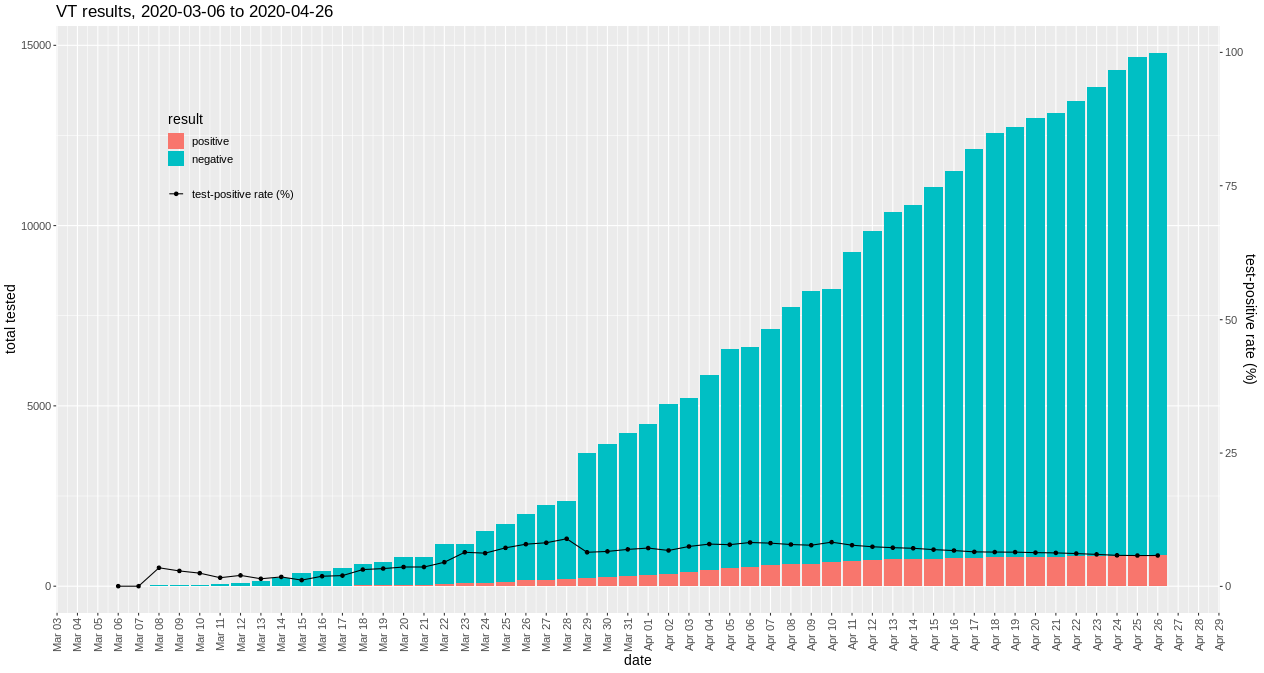 VT results, 2020-03-06 to 2020-04-26
15000
10000
5000
0
total tested
result
positive
negative
test-positive rate (%)
100
75
50
25
0
test-positive rate (%)
Mar 03
Mar 04
Mar 05
Mar 06
Mar 07
Mar 08
Mar 09
Mar 10
Mar 11
Mar 12
Mar 13
Mar 14
Mar 15
Mar 16
Mar 17
Mar 18
Mar 19
Mar 20
Mar 21
Mar 22
Mar 23
Mar 24
Mar 25
Mar 26
Mar 27
Mar 28
Mar 29
Mar 30
Mar 31
Apr 01
Apr 02
Apr 03
Apr 04
Apr 05
Apr 06
Apr 07
Apr 08
Apr 09
Apr 10
Apr 11
Apr 12
Apr 13
Apr 14
Apr 15
Apr 16
Apr 17
Apr 18
Apr 19
Apr 20
Apr 21
Apr 22
Apr 23
Apr 24
Apr 25
Apr 26
Apr 27
Apr 28
Apr 29
date